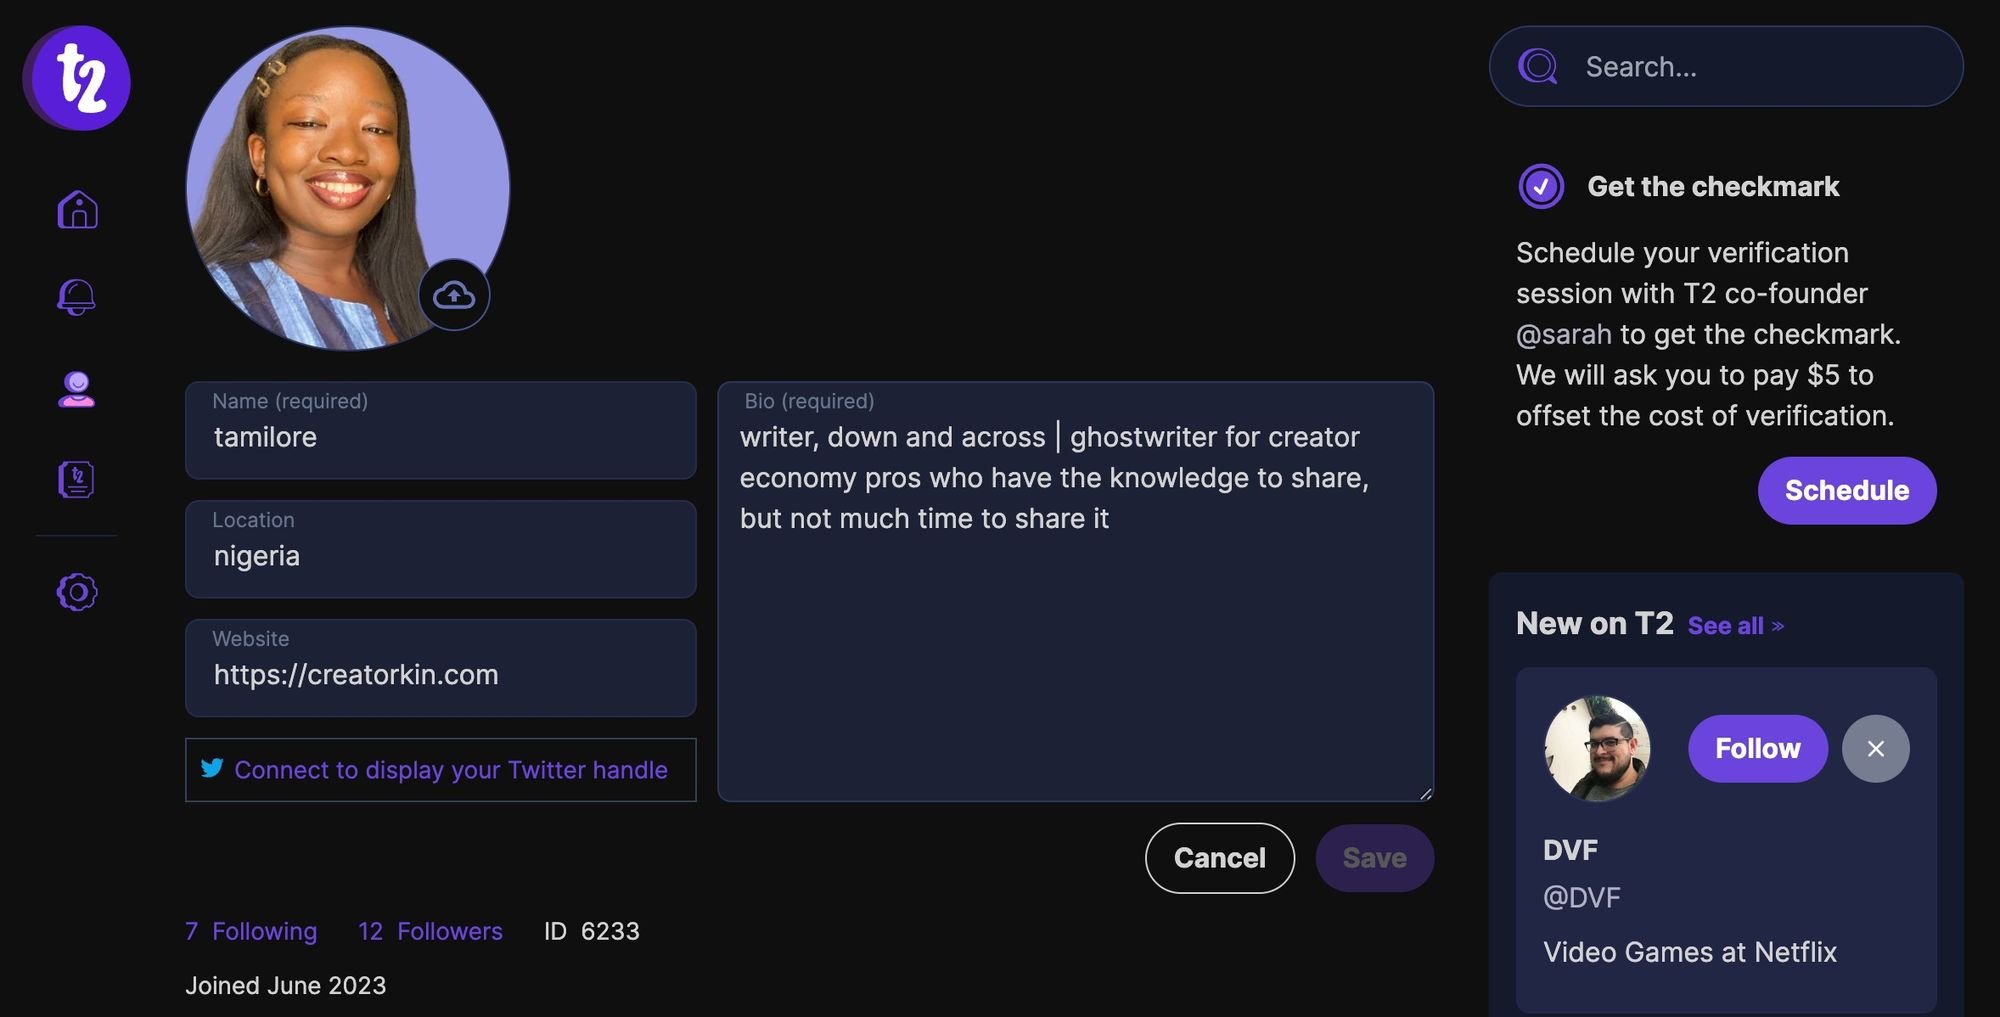 t2
Name (required)
tamilore
Location
nigeria
Website
https://creatorkin.com
Connect to display your Twitter handle
Bio (required)
writer, down and across | ghostwriter for creator
economy pros who have the knowledge to share,
but not much time to share it
Cancel
Save
7 Following 12 Followers ID 6233
Joined June 2023
Search...
Get the checkmark
Schedule your verification
session with T2 co-founder
@sarah to get the checkmark.
We will ask you to pay $5 to
offset the cost of verification.
Schedule
New on T2 See all »
Follow
DVF
@DVF
Video Games at Netflix